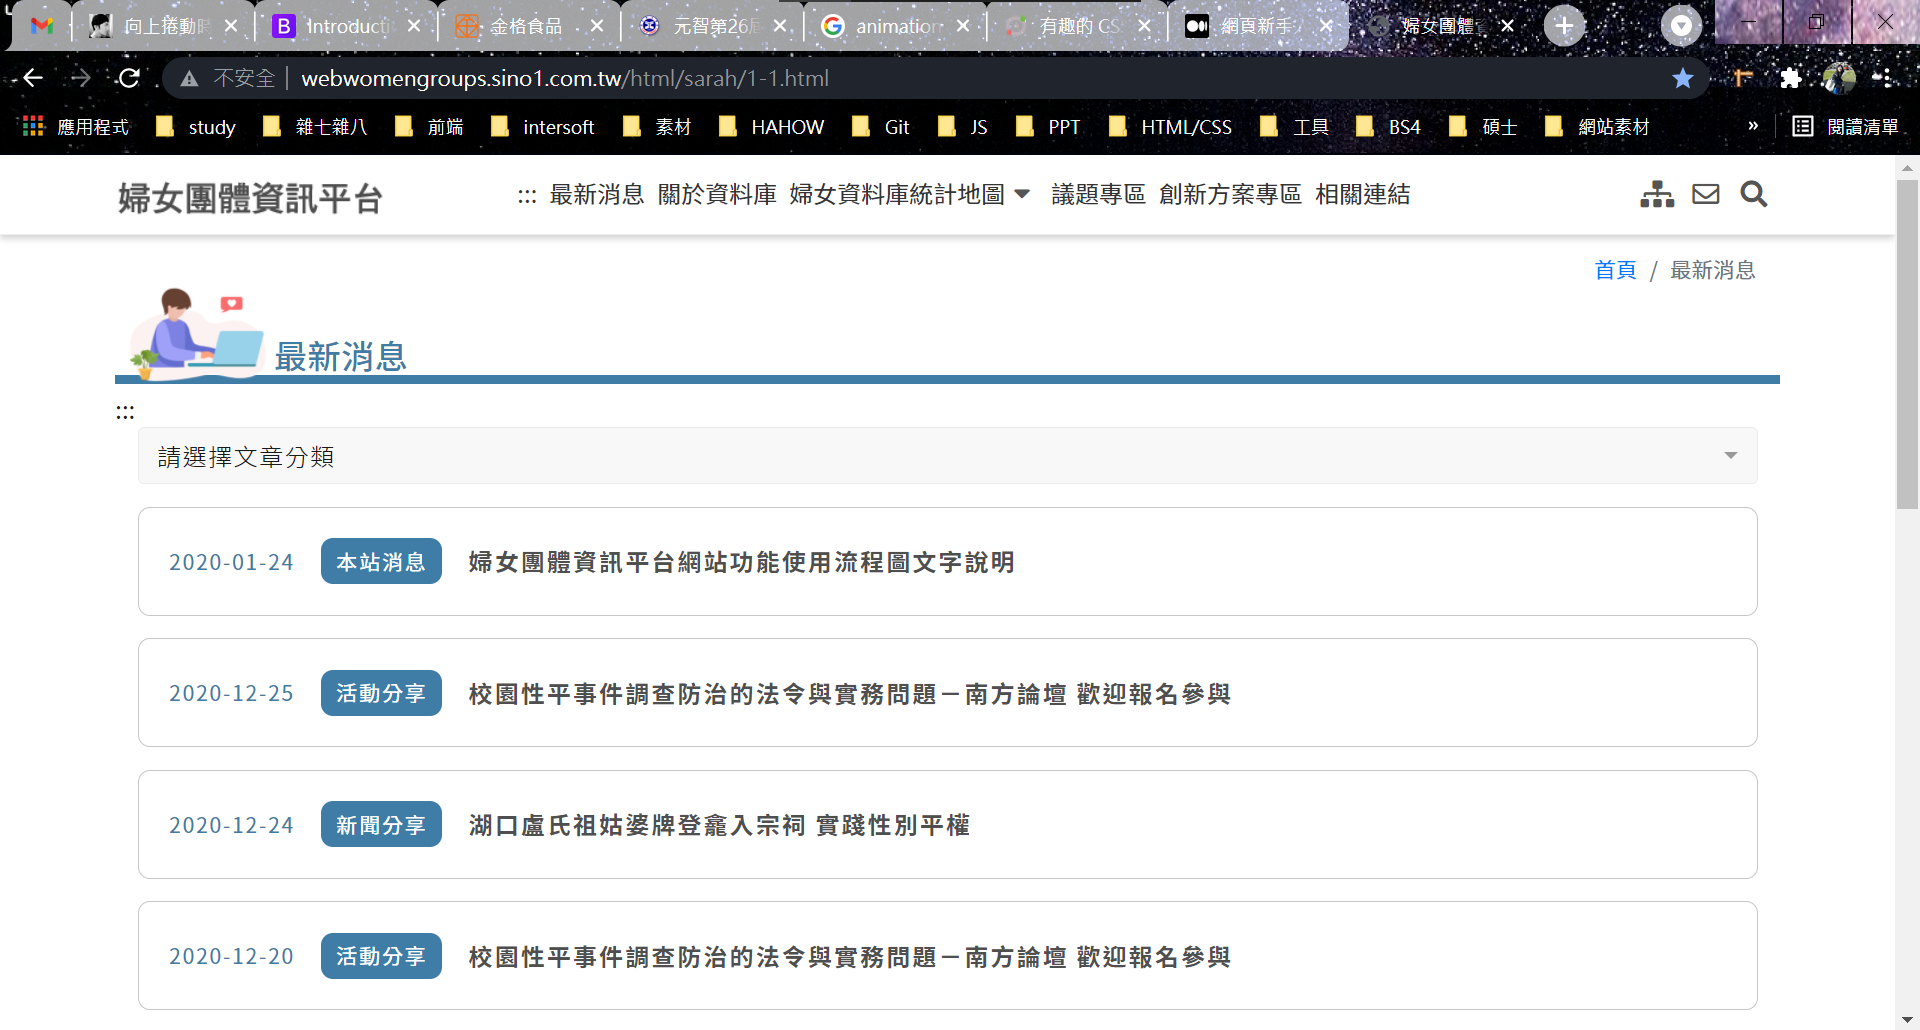 向上捲動時
Introducti
金格食品
元智第26屆
animation
有趣的 CS
網頁新手
婦女團體資
不安全 webwomengroups.sino1.com.tw/html/sarah/1-1.html
應用程式 study 雜七雜八 前端 intersoft 素材 HAHOW Git JS PPT HTML/CSS 工具 BS4 碩士 網站素材 » 閱讀清單
婦女團體資訊平台
::: 最新消息 關於資料庫 婦女資料庫統計地圖 議題專區 創新方案專區 相關連結
首頁 / 最新消息
最新消息
:::
請選擇文章分類
2020-01-24 本站消息 婦女團體資訊平台網站功能使用流程圖文字說明
2020-12-25 活動分享 校園性平事件調查防治的法令與實務問題－南方論壇 歡迎報名參與
2020-12-24 新聞分享 湖口盧氏祖姑婆牌登龕入宗祠 實踐性別平權
2020-12-20 活動分享 校園性平事件調查防治的法令與實務問題－南方論壇 歡迎報名參與